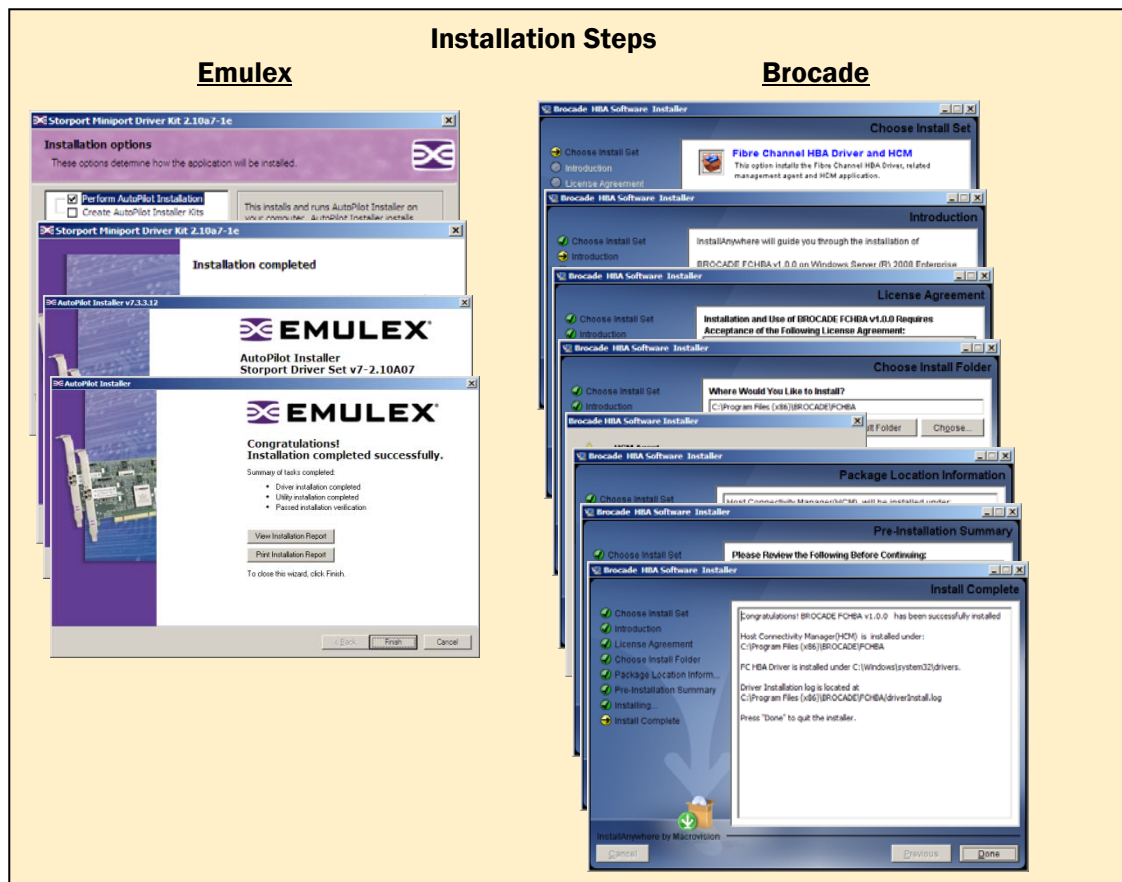 Installation Steps
Emulex
Storport Miniport Driver Kit 2.10a7-1e
Installation options
These options determine how the application will be installed.
Perform AutoPilot Installation
Create AutoPilot Installer Kits
This installs and runs AutoPilot Installer on
your computer. AutoPilot Installer installs
Storport Miniport Driver Kit 2.10a7-1e
Installation completed
AutoPilot Installer v7.3.3.12
EMULEX
AutoPilot Installer
Storport Driver Set v7-2.10A07
AutoPilot Installer
EMULEX
Congratulations!
Installation completed successfully.
Summary of tasks completed:
• Driver installation completed
• Utility installation completed
• Passed installation verification
View Installation Report
Print Installation Report
To close this wizard, click Finish.
< Back
Finish
Cancel
Brocade
Brocade HBA Software Installer
Choose Install Set
Choose Install Set
Introduction
License Agreement
Fibre Channel HBA Driver and HCM
This option installs the Fibre Channel HBA Driver, related
management agent and HCM application.
Brocade HBA Software Installer
Introduction
Choose Install Set
Introduction
InstallAnywhere will guide you through the installation of
BROCADE FCHBA v1.0.0 on Windows Server (R) 2008 Enterprise
Brocade HBA Software Installer
License Agreement
Choose Install Set
Introduction
Installation and Use of BROCADE FCHBA v1.0.0 Requires
Acceptance of the Following License Agreement:
Brocade HBA Software Installer
Choose Install Folder
Choose Install Set
Introduction
Where Would You Like to Install?
C:\Program Files (x86)\BROCADE\FCHBA
Folder
Choose...
Brocade HBA Software Installer
HCM Agent
Brocade HBA Software Installer
Package Location Information
Choose Install Set
Host Connectivity Manager(HCM) will be installed under:
Brocade HBA Software Installer
Pre-Installation Summary
Choose Install Set
Please Review the Following Before Continuing:
Brocade HBA Software Installer
Install Complete
Choose Install Set
Introduction
License Agreement
Choose Install Folder
Package Location Inform...
Pre-Installation Summary
Installing...
Install Complete
Congratulations! BROCADE FCHBA v1.0.0 has been successfully installed
Host Connectivity Manager(HCM) is installed under:
C:\Program Files (x86)\BROCADE\FCHBA
FC HBA Driver is installed under C:\Windows\system32\drivers.
Driver Installation log is located at
C:\Program Files (x86)\BROCADE\FCHBA/driverInstall.log
Press "Done" to quit the installer.
InstallAnywhere by Macrovision
Cancel
Previous
Done